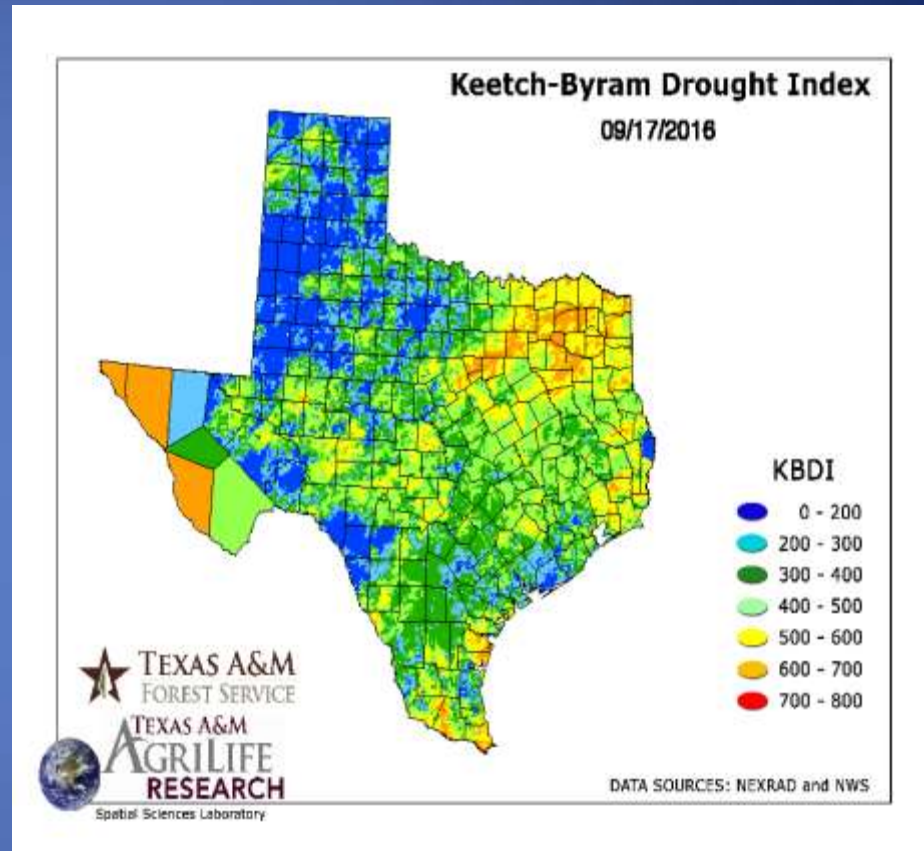 Keetch-Byram Drought Index
09/17/2016
KBDI
0 - 200
200 - 300
300 - 400
400 - 500
500 - 600
600 - 700
700 - 800
TEXAS A&M
FOREST SERVICE
TEXAS A&M
AGRILIFE
RESEARCH
Spatial Sciences Laboratory
DATA SOURCES: NEXRAD and NWS